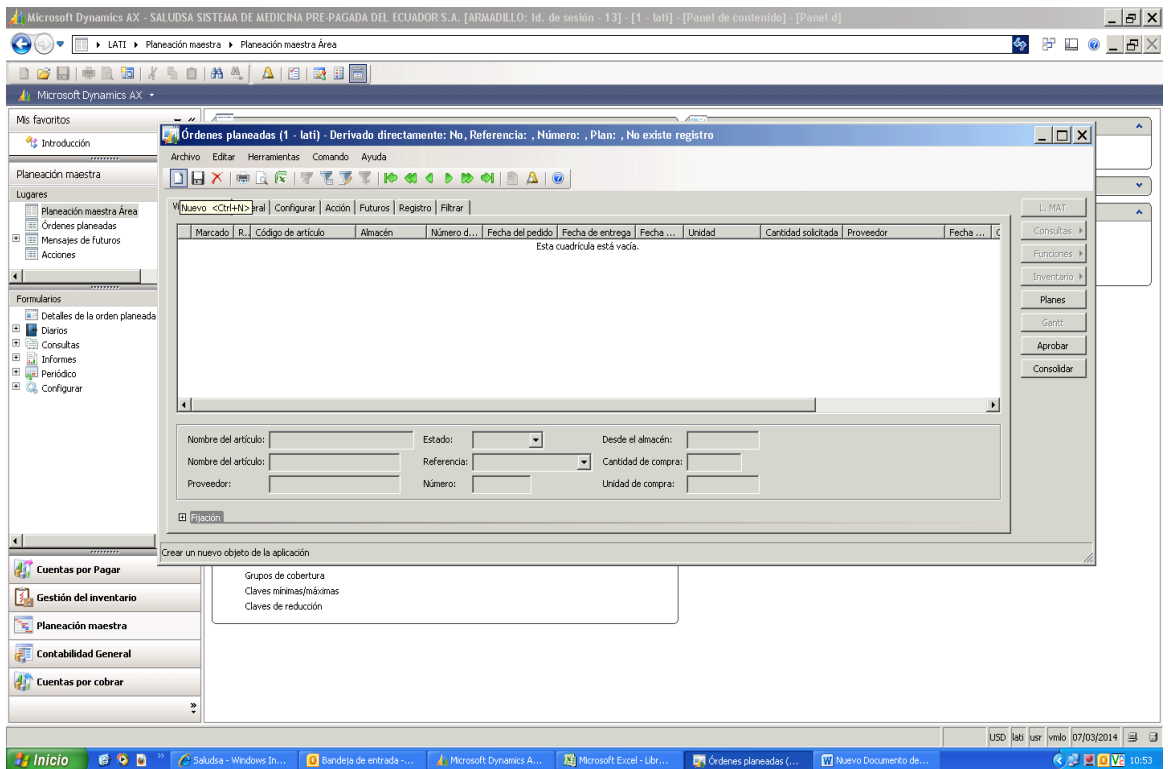 Microsoft Dynamics AX - SALUDSA SISTEMA DE MEDICINA PRE-PAGADA DEL ECUADOR S.A. [ARMADILLO: Id. de sesión - 13] - [1 - lati] - [Panel de contenido] - [Panel d]
LATI Planeación maestra Planeación maestra Área
Microsoft Dynamics AX
Mis favoritos
Introducción
Planeación maestra
Lugares
Planeación maestra Área
Órdenes planeadas
Mensajes de futuros
Acciones
Formularios
Detalles de la orden planeada
Diarios
Consultas
Informes
Periódico
Configurar
Cuentas por Pagar
Gestión del inventario
Planeación maestra
Contabilidad General
Cuentas por cobrar
Órdenes planeadas (1 - lati) - Derivado directamente: No, Referencia: , Número: , Plan: , No existe registro
Archivo Editar Herramientas Comando Ayuda
Nuevo <Ctrl+N> eral Configurar Acción Futuros Registro Filtrar
Marcado R.. Código de artículo Almacén Número d... Fecha del pedido Fecha de entrega Fecha ... Unidad Cantidad solicitada Proveedor Fecha ... C
Esta cuadrícula está vacía.
L. MAT
Consultas
Funciones
Inventario
Planes
Gantt
Aprobar
Consolidar
Nombre del artículo: Estado: Desde el almacén:
Nombre del artículo: Referencia: Cantidad de compra:
Proveedor: Número: Unidad de compra:
Fijación
Crear un nuevo objeto de la aplicación
Grupos de cobertura
Claves mínimas/máximas
Claves de reducción
USD lati usr vmlo 07/03/2014
Inicio Saludsa - Windows In... Bandeja de entrada -... Microsoft Dynamics A... Microsoft Excel - Libr... Órdenes planeadas (... Nuevo Documento de... 10:53